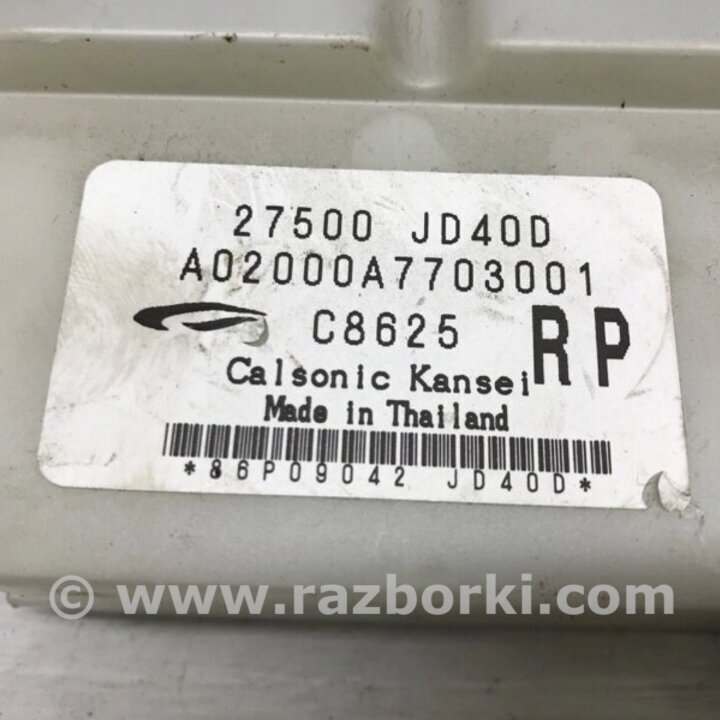 27500 JD40D
A02000A7703001
C8625 RP
Calsonic Kansei
Made in Thailand
*86P09042 JD40D*
© www.razborki.com